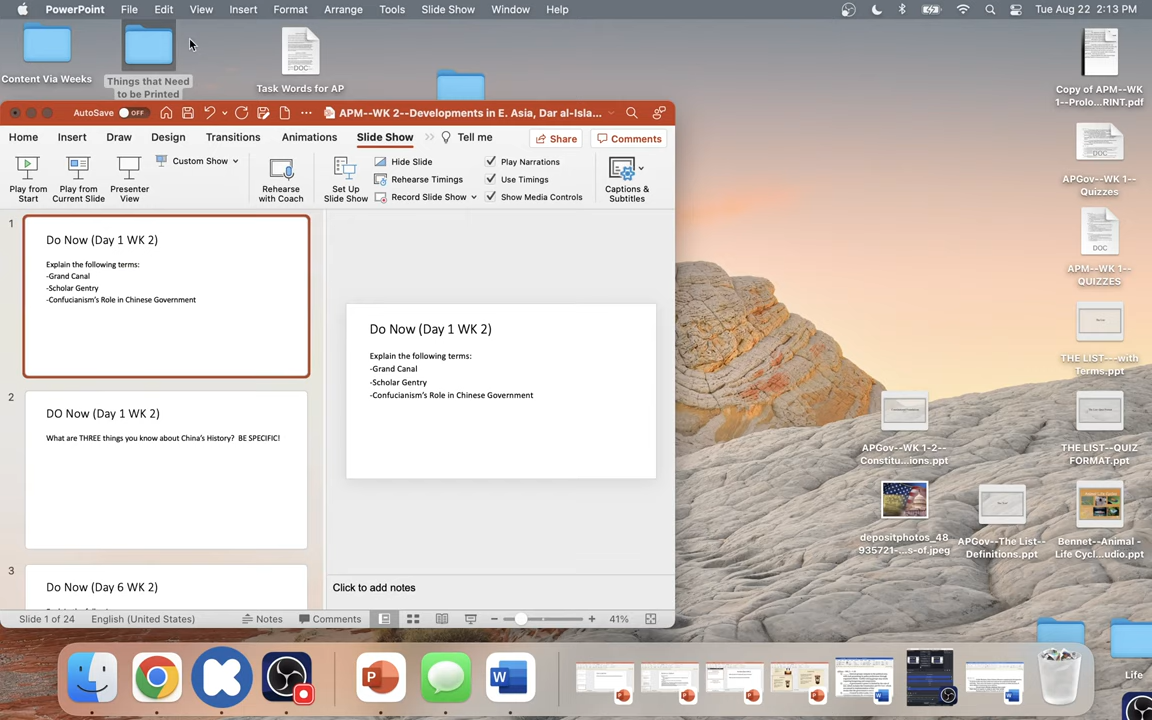 PowerPoint File Edit View Insert Format Arrange Tools Slide Show Window Help
Tue Aug 22 2:13 PM
Content Via Weeks
Things that Need
to be Printed
Task Words for AP
Copy of APM--WK
1--Prolo...RINT.pdf
AutoSave OFF
APM--WK 2--Developments in E. Asia, Dar al-Isla...
Home Insert Draw Design Transitions Animations Slide Show Tell me Share Comments
Play from
Start
Play from
Current Slide
Presenter
View
Custom Show
Rehearse
with Coach
Set Up
Slide Show
Hide Slide
Rehearse Timings
Record Slide Show
Play Narrations
Use Timings
Show Media Controls
Captions &
Subtitles
APGov--WK 1--
Quizzes
DOC
APM--WK 1--
QUIZZES
THE LIST---with
Terms.ppt
APGov--WK 1-2--
Constitu...ions.ppt
THE LIST--QUIZ
FORMAT.ppt
depositphotos_48
935721-...s-of.jpeg
APGov--The List--
Definitions.ppt
Bennet--Animal -
Life Cycl...udio.ppt
Life
1
Do Now (Day 1 WK 2)
Explain the following terms:
-Grand Canal
-Scholar Gentry
-Confucianism's Role in Chinese Government
2
DO Now (Day 1 WK 2)
What are THREE things you know about China's History? BE SPECIFIC!
3
Do Now (Day 6 WK 2)
Do Now (Day 1 WK 2)
Explain the following terms:
-Grand Canal
-Scholar Gentry
-Confucianism's Role in Chinese Government
Click to add notes
Slide 1 of 24 English (United States) Notes Comments 41%